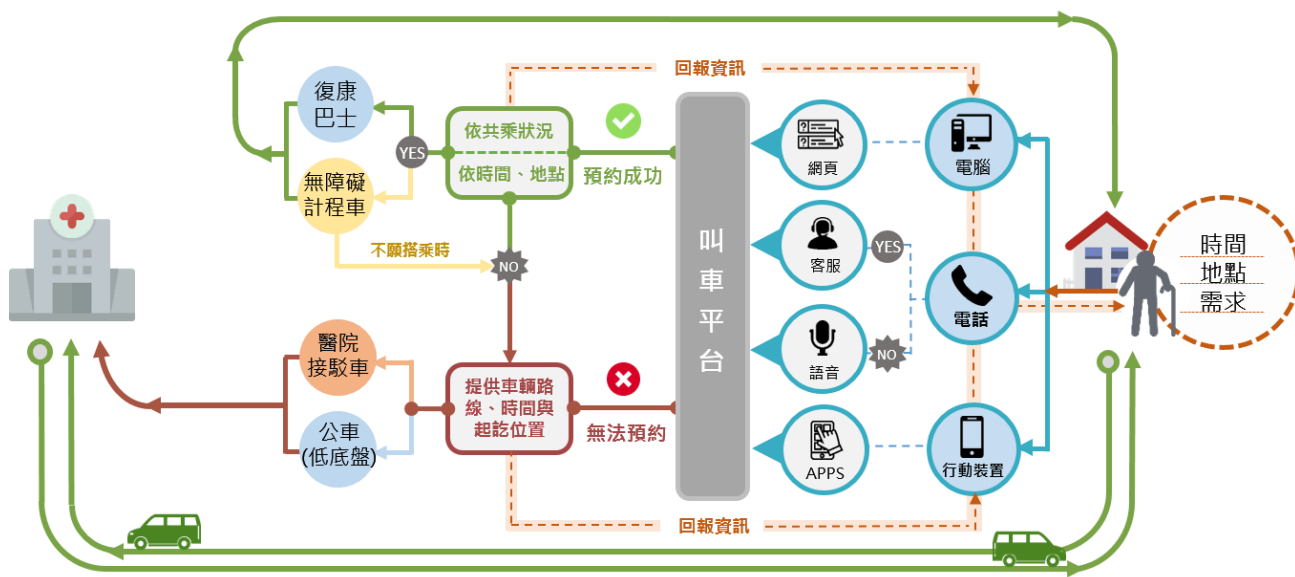 回報資訊
復康
巴士
無障礙
計程車
YES
依共乘狀況
依時間、地點
預約成功
不願搭乘時
NO
醫院
接駁車
公車
(低底盤)
提供車輛路
線、時間與
起訖位置
無法預約
叫車平台
網頁
客服
語音
APPS
YES
NO
電腦
電話
行動裝置
時間
地點
需求
回報資訊